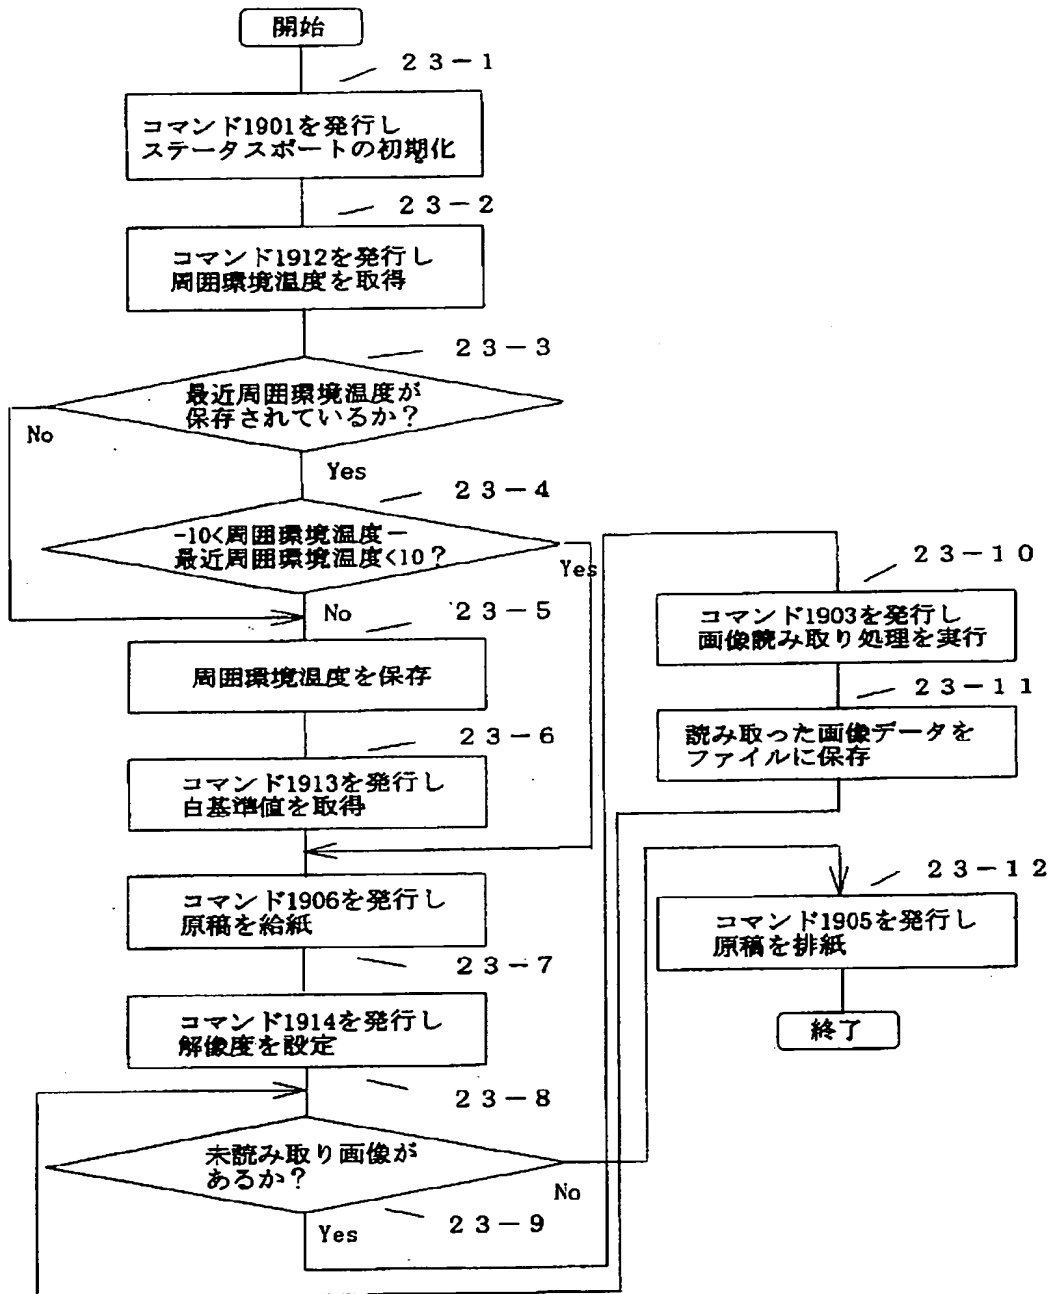 開始
23-1
コマンド1901を発行し
ステータスポートの初期化
23-2
コマンド1912を発行し
周囲環境温度を取得
23-3
最近周囲環境温度が
保存されているか?
No
Yes
23-4
-10<周囲環境温度-
最近周囲環境温度<10?
Yes
No
23-5
周囲環境温度を保存
23-6
コマンド1913を発行し
白基準値を取得
コマンド1906を発行し
原稿を給紙
23-7
コマンド1914を発行し
解像度を設定
23-8
未読み取り画像が
あるか?
No
Yes
23-9
23-10
コマンド1903を発行し
画像読み取り処理を実行
23-11
読み取った画像データを
ファイルに保存
23-12
コマンド1905を発行し
原稿を排紙
終了